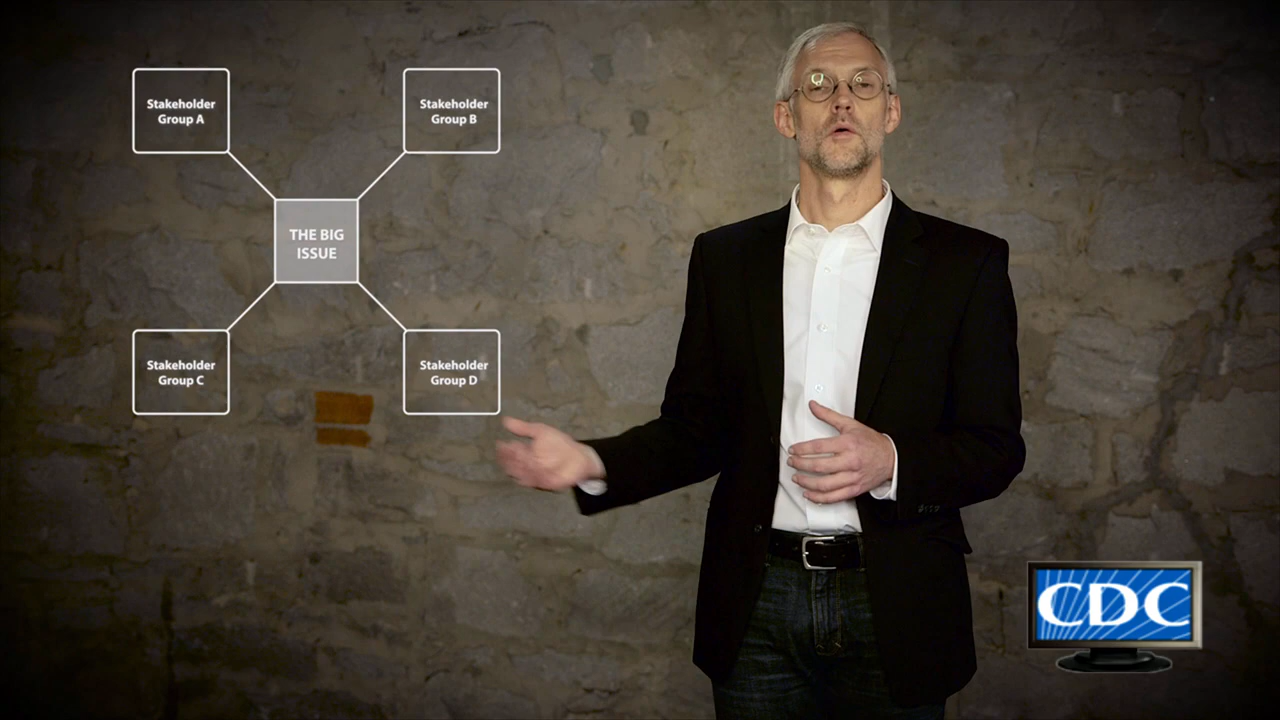 Stakeholder
Group A
Stakeholder
Group B
THE BIG
ISSUE
Stakeholder
Group C
Stakeholder
Group D
CDC